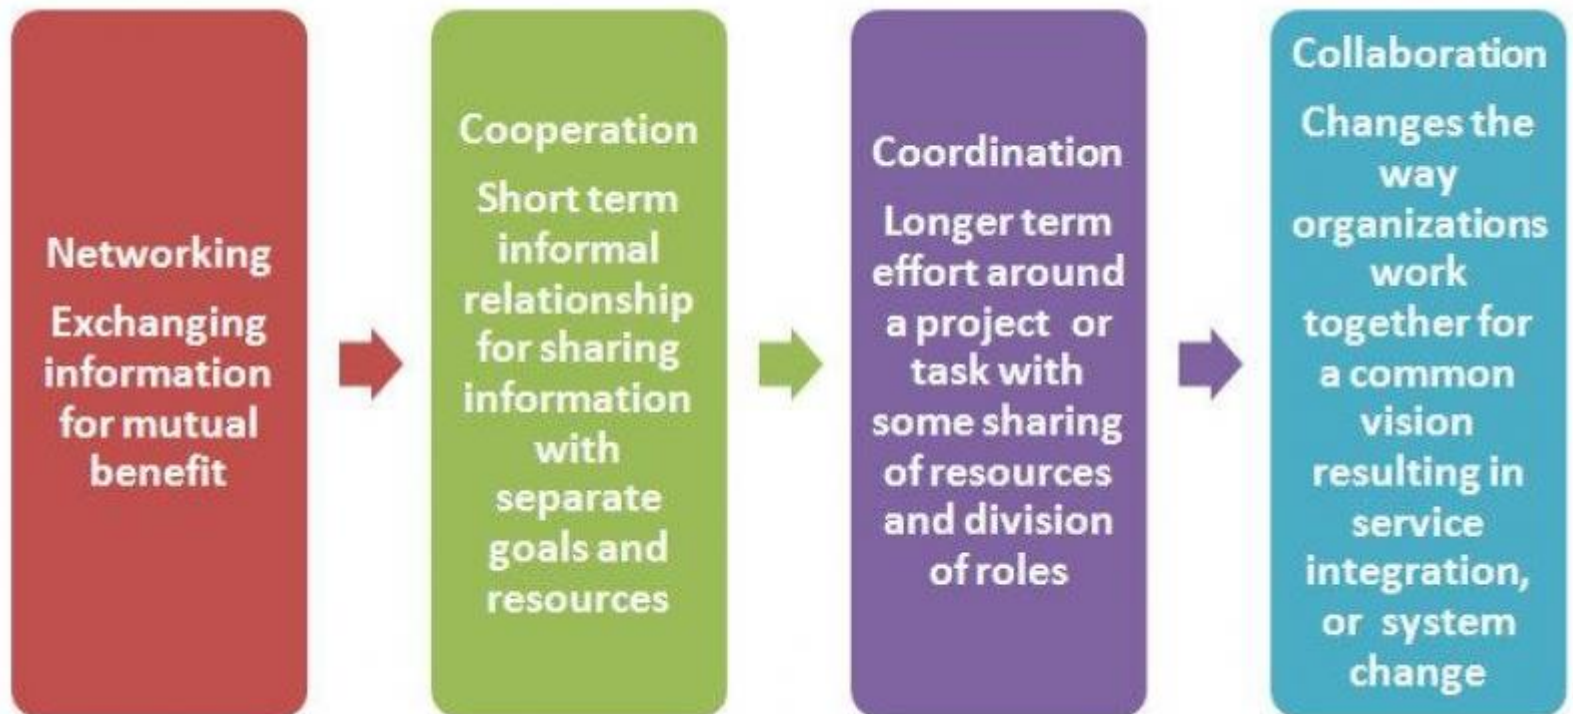 Networking
Exchanging
information
for mutual
benefit
Cooperation
Short term
informal
relationship
for sharing
information
with
separate
goals and
resources
Coordination
Longer term
effort around
a project or
task with
some sharing
of resources
and division
of roles
Collaboration
Changes the
way
organizations
work
together for
a common
vision
resulting in
service
integration,
or system
change